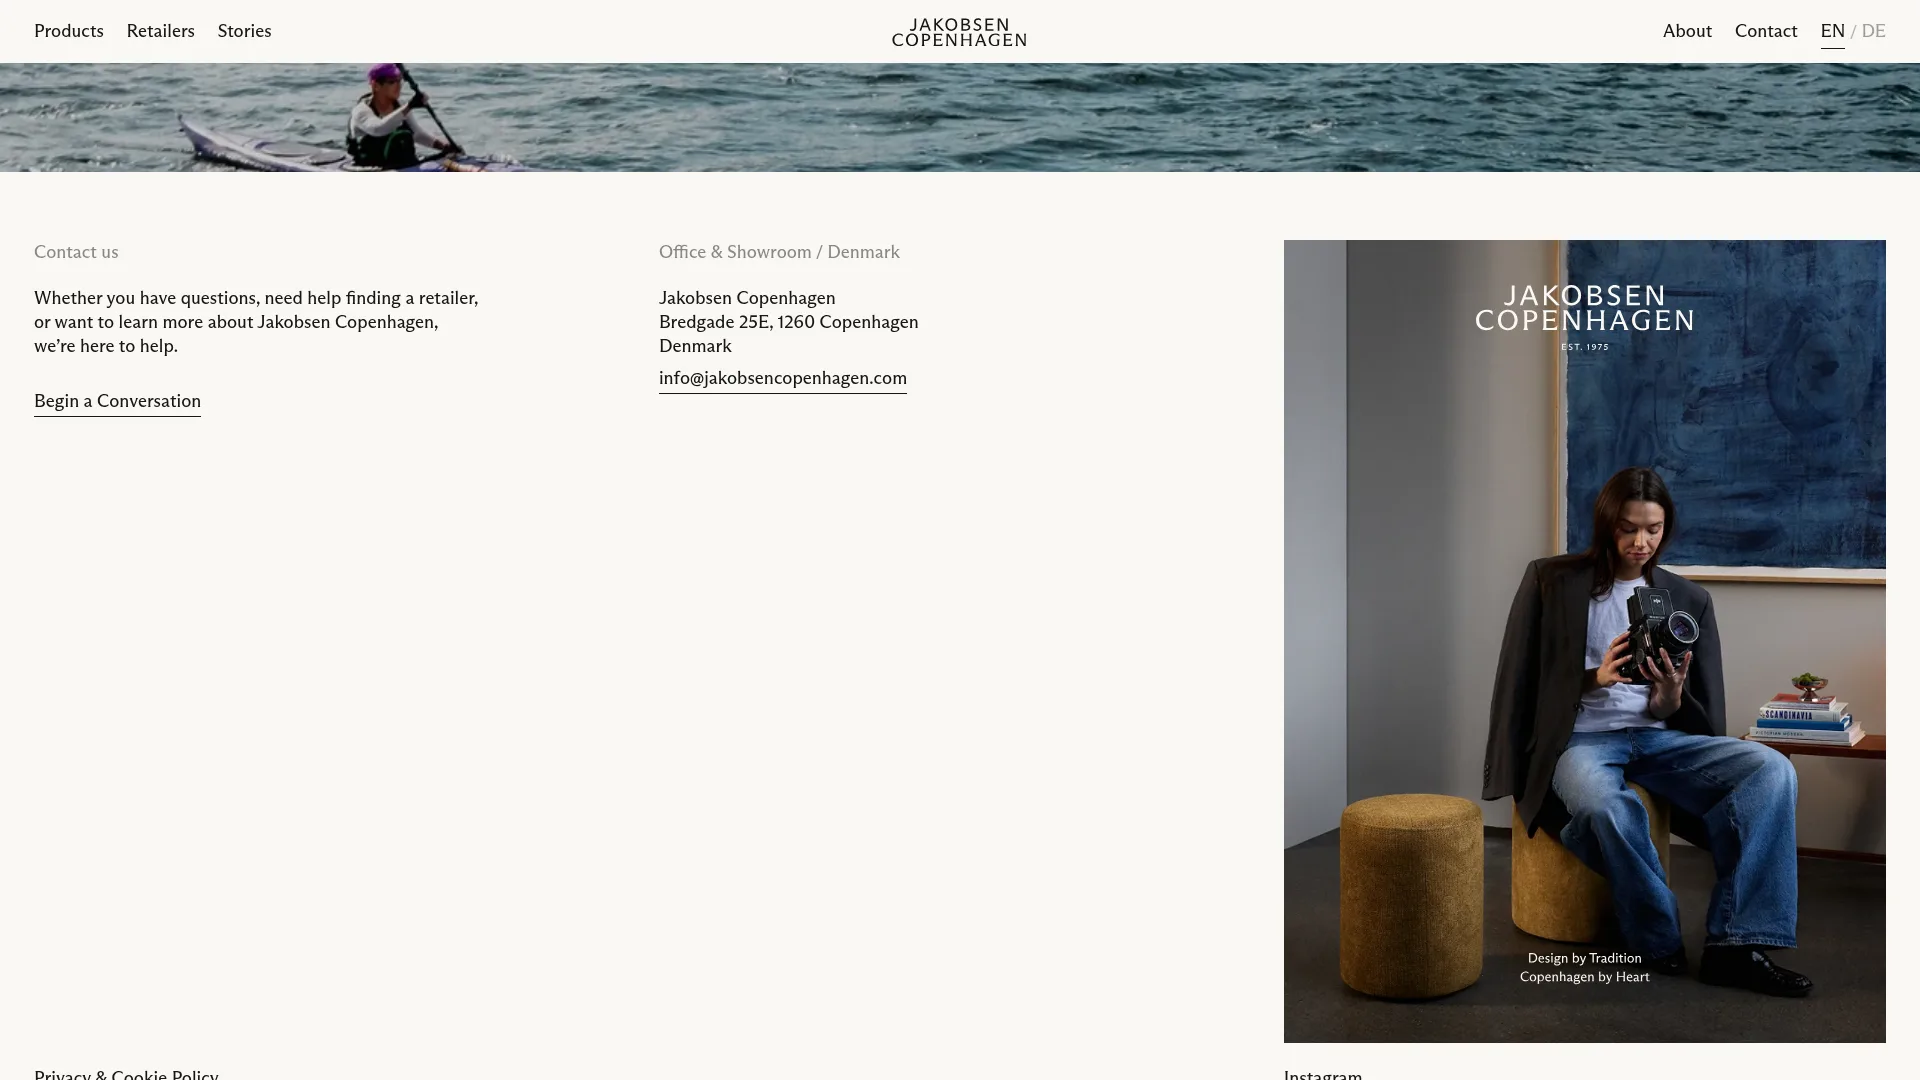 Products
Retailers
Stories
JAKOBSEN
COPENHAGEN
About
Contact
EN / DE
Contact us
Whether you have questions, need help finding a retailer,
or want to learn more about Jakobsen Copenhagen,
we’re here to help.
Begin a Conversation
Office & Showroom / Denmark
Jakobsen Copenhagen
Bredgade 25E, 1260 Copenhagen
Denmark
info@jakobsencopenhagen.com
JAKOBSEN
COPENHAGEN
EST. 1975
SCANDINAVIA
Design by Tradition
Copenhagen by Heart
Privacy & Cookie Policy
Instagram